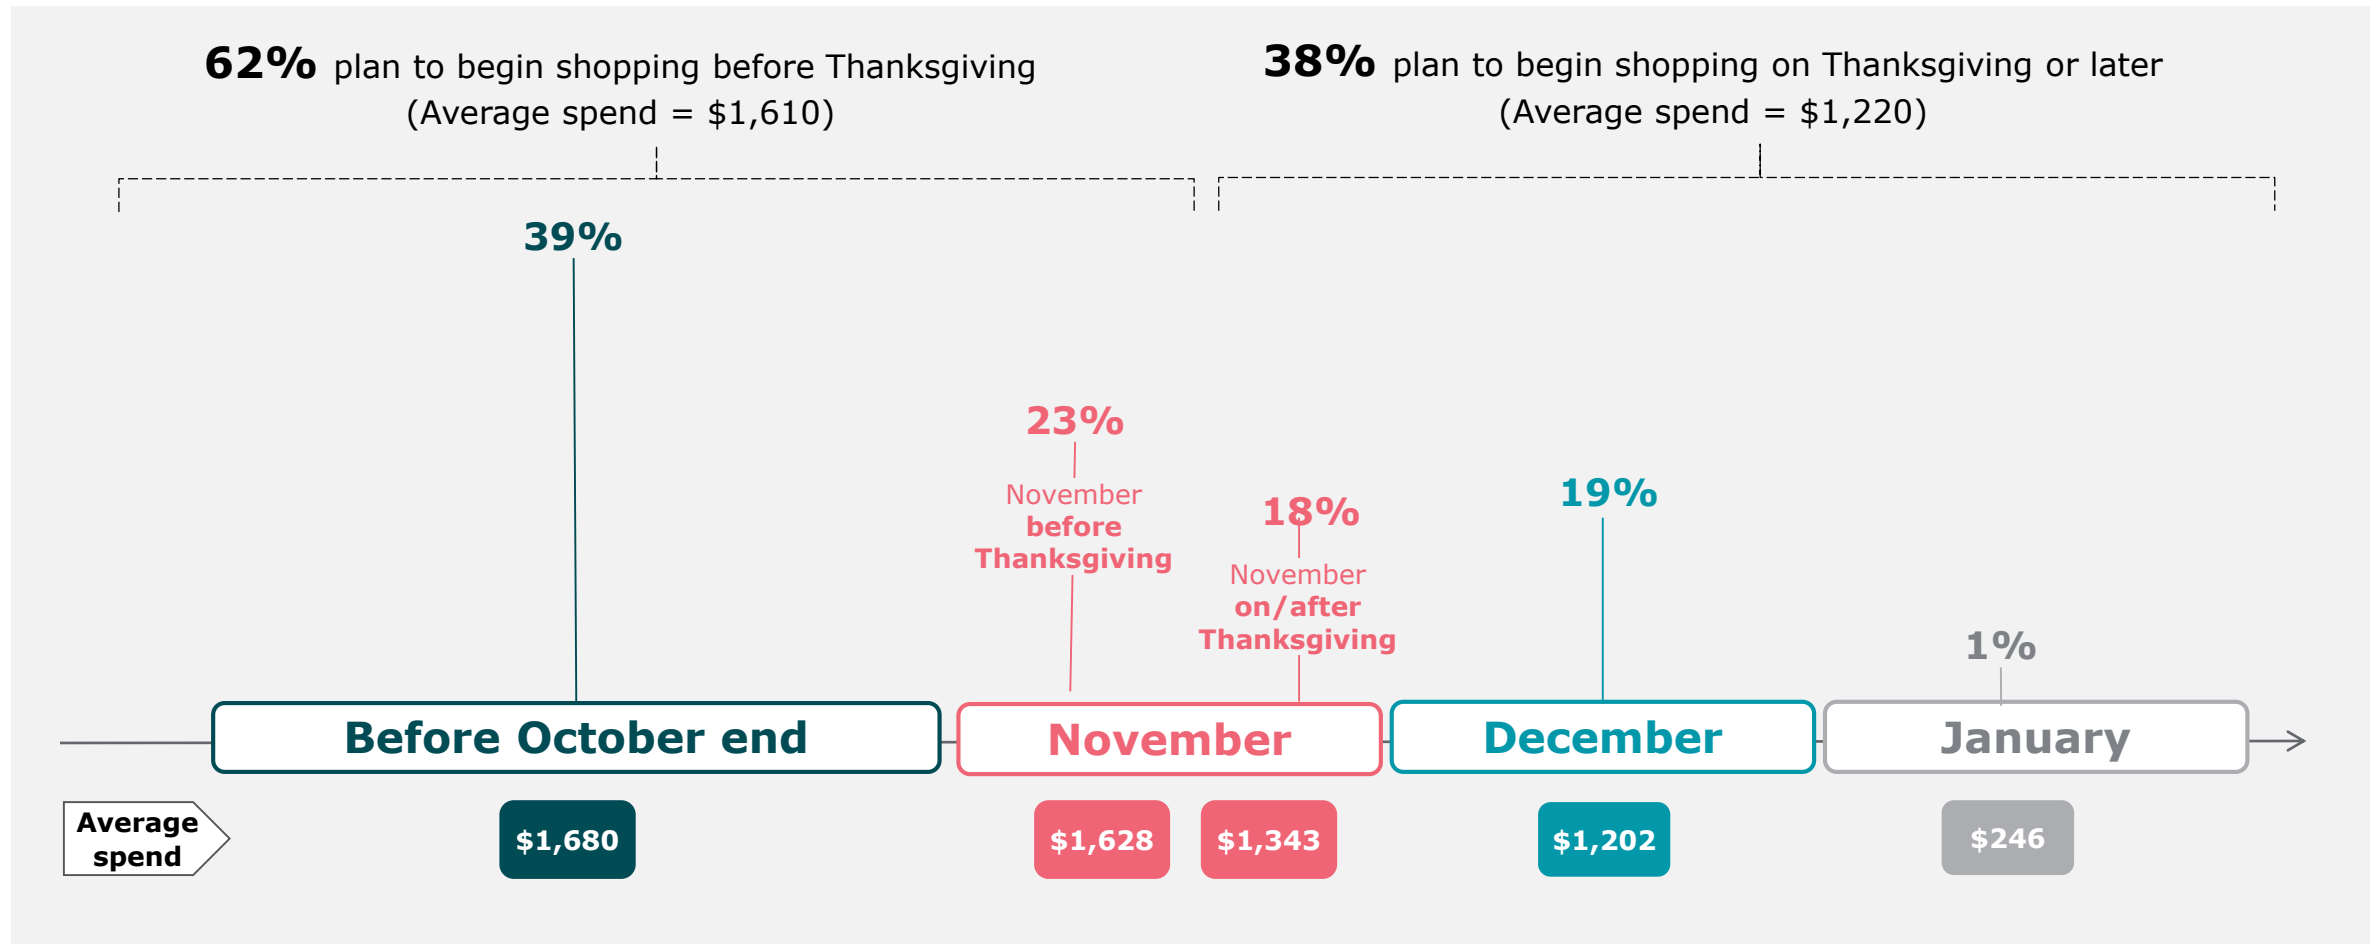 62% plan to begin shopping before Thanksgiving
(Average spend = $1,610)
38% plan to begin shopping on Thanksgiving or later
(Average spend = $1,220)
39%
23%
November
before
Thanksgiving
18%
November
on/after
Thanksgiving
19%
1%
Before October end
November
December
January
Average
spend
$1,680
$1,628
$1,343
$1,202
$246